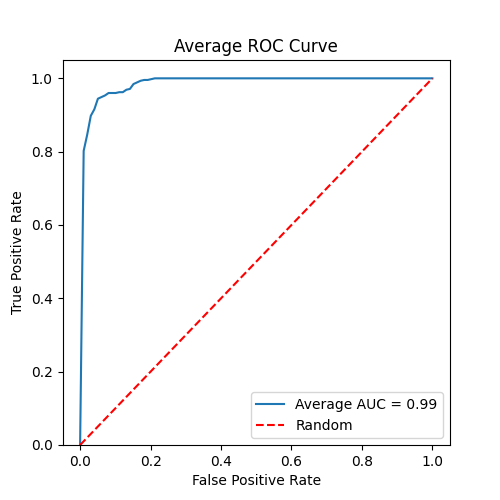 Average ROC Curve
True Positive Rate
1.0
0.8
0.6
0.4
0.2
0.0
0.0 0.2 0.4 0.6 0.8 1.0
False Positive Rate
Average AUC = 0.99
Random